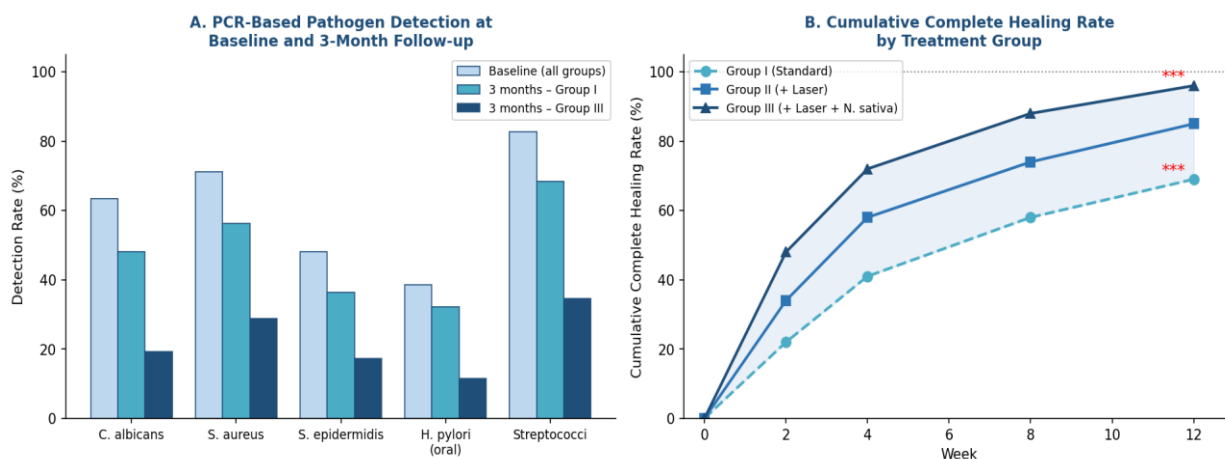 A. PCR-Based Pathogen Detection at
Baseline and 3-Month Follow-up
Detection Rate (%)
100
80
60
40
20
0
Baseline (all groups)
3 months – Group I
3 months – Group III
C. albicans
S. aureus
S. epidermidis
H. pylori
(oral)
Streptococci
B. Cumulative Complete Healing Rate
by Treatment Group
Cumulative Complete Healing Rate (%)
100
80
60
40
20
0
Group I (Standard)
Group II (+ Laser)
Group III (+ Laser + N. sativa)
***
***
0 2 4 6 8 10 12
Week